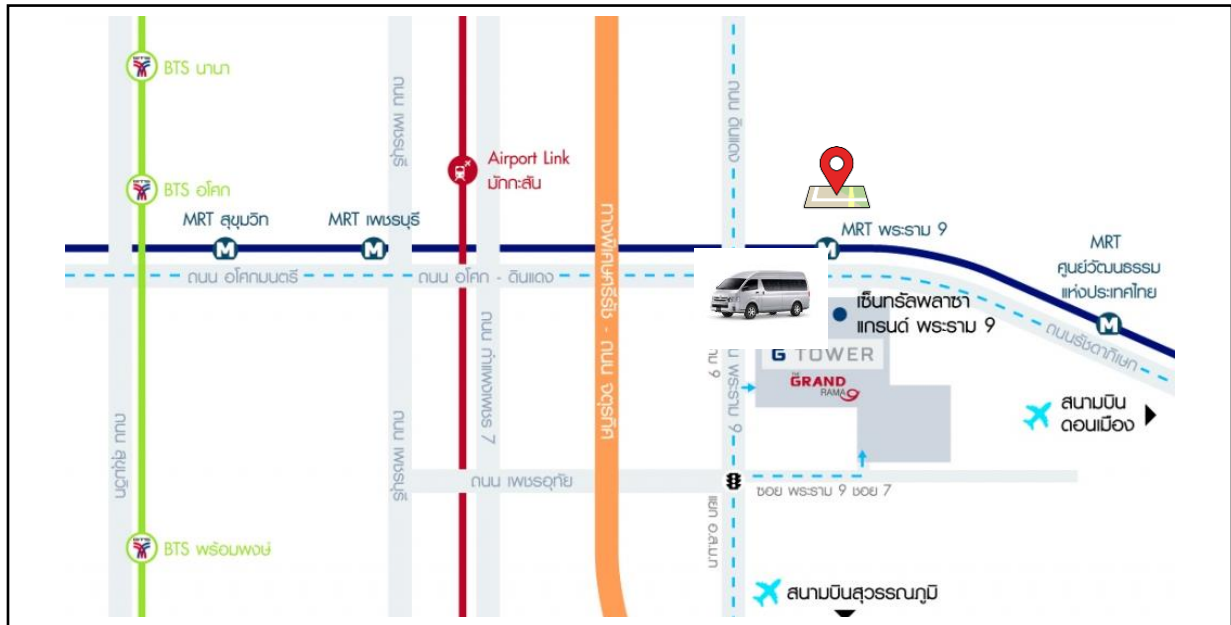 BTS นานา
BTS อโศก
BTS พร้อมพงษ์
ถนน สุขุมวิท
MRT สุขุมวิท
MRT เพชรบุรี
ถนน เพชรบุรี
ถนน เพชรบุรี
Airport Link
มักกะสัน
ถนน อโศกมนตรี
ถนน อโศก - ดินแดง
ถนน กำแพงเพชร 7
ทางพิเศษศรีรัช - ถนน จตุรทิศ
ถนน ดินแดง
MRT พระราม 9
MRT
ศูนย์วัฒนธรรม
แห่งประเทศไทย
ถนนรัชดาภิเษก
เซ็นทรัลพลาซา
แกรนด์ พระราม 9
G TOWER
THE
GRAND
RAMA 9
น พระราม 9
าม 9
ถนน เพชรอุทัย
ซอย พระราม 9 ซอย 7
แยก อ.ส.ม.ท
สนามบิน
ดอนเมือง
สนามบินสุวรรณภูมิ